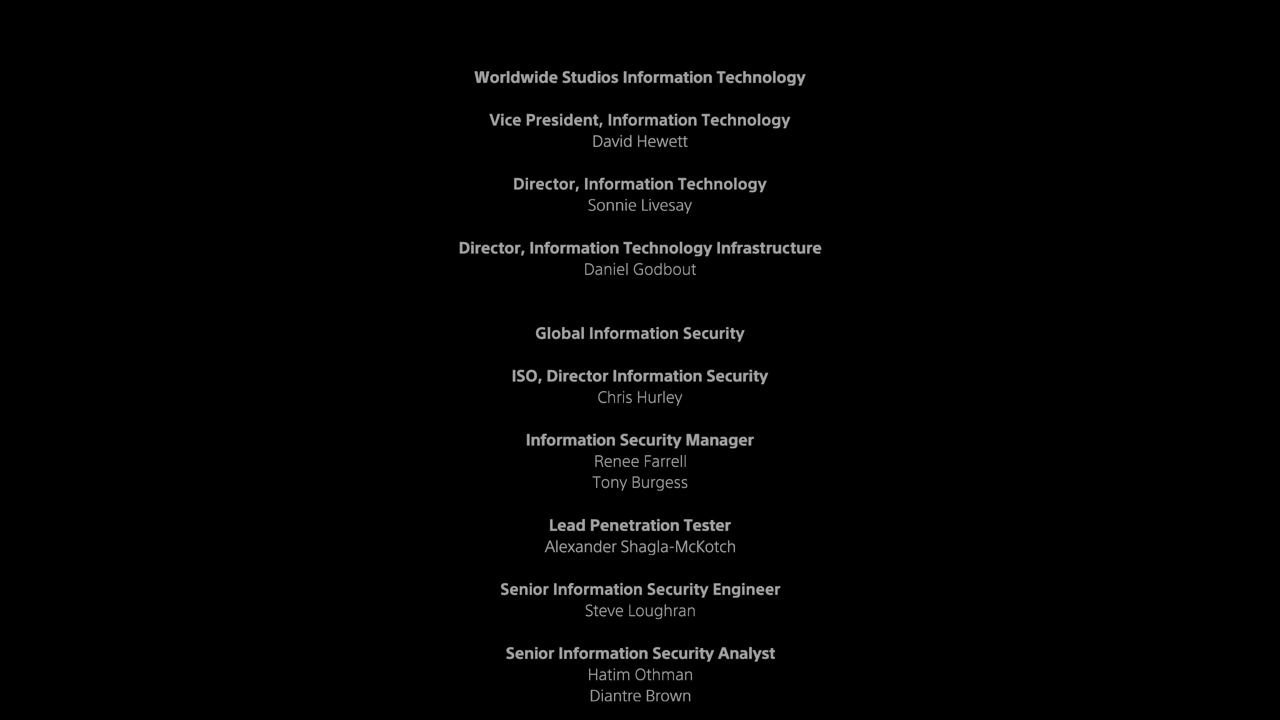 Worldwide Studios Information Technology
Vice President, Information Technology
David Hewett
Director, Information Technology
Sonnie Livesay
Director, Information Technology Infrastructure
Daniel Godbout
Global Information Security
ISO, Director Information Security
Chris Hurley
Information Security Manager
Renee Farrell
Tony Burgess
Lead Penetration Tester
Alexander Shagla-McKotch
Senior Information Security Engineer
Steve Loughran
Senior Information Security Analyst
Hatim Othman
Diantre Brown